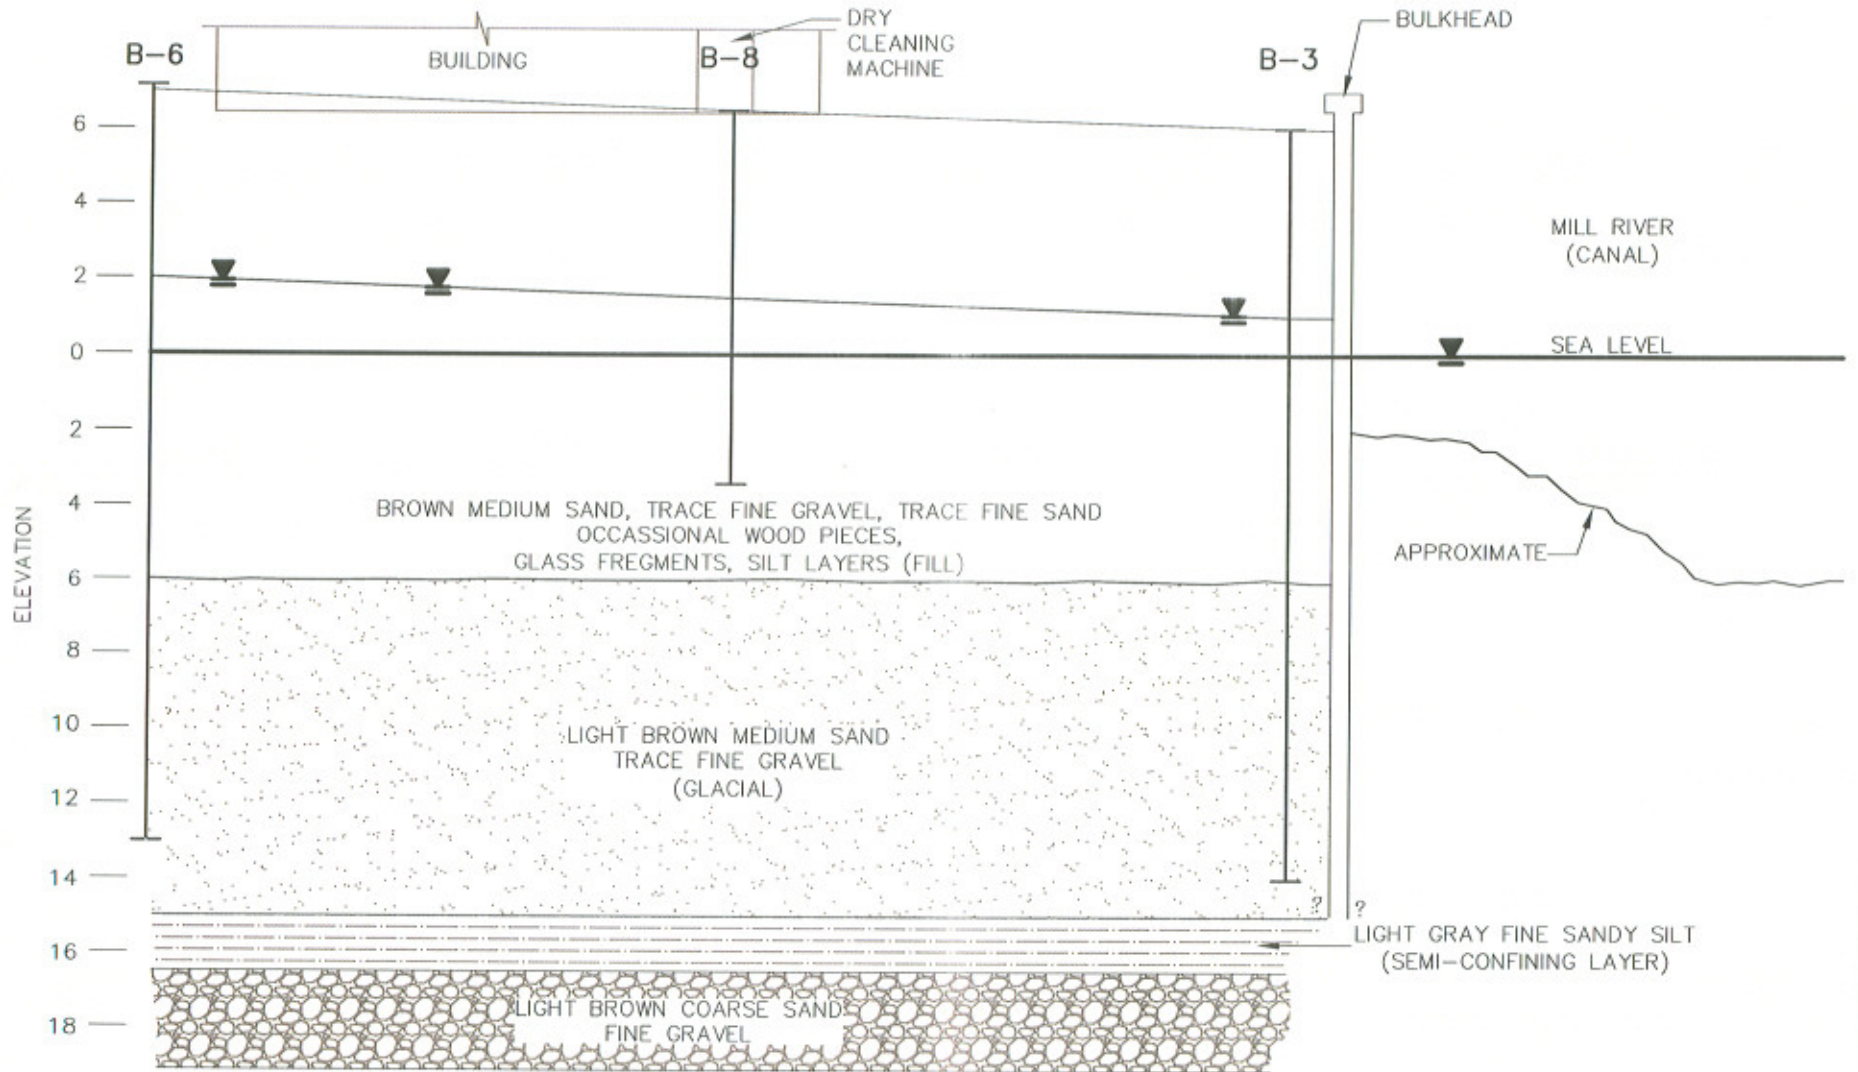 DRY
CLEANING
MACHINE
BULKHEAD
B-6
BUILDING
B-8
B-3
6
4
2
0
2
4
6
8
10
12
14
16
18
ELEVATION
MILL RIVER
(CANAL)
SEA LEVEL
BROWN MEDIUM SAND, TRACE FINE GRAVEL, TRACE FINE SAND
OCCASSIONAL WOOD PIECES,
GLASS FREGMENTS, SILT LAYERS (FILL)
APPROXIMATE
LIGHT BROWN MEDIUM SAND
TRACE FINE GRAVEL
(GLACIAL)
? ?
LIGHT GRAY FINE SANDY SILT
(SEMI-CONFINING LAYER)
LIGHT BROWN COARSE SAND
FINE GRAVEL